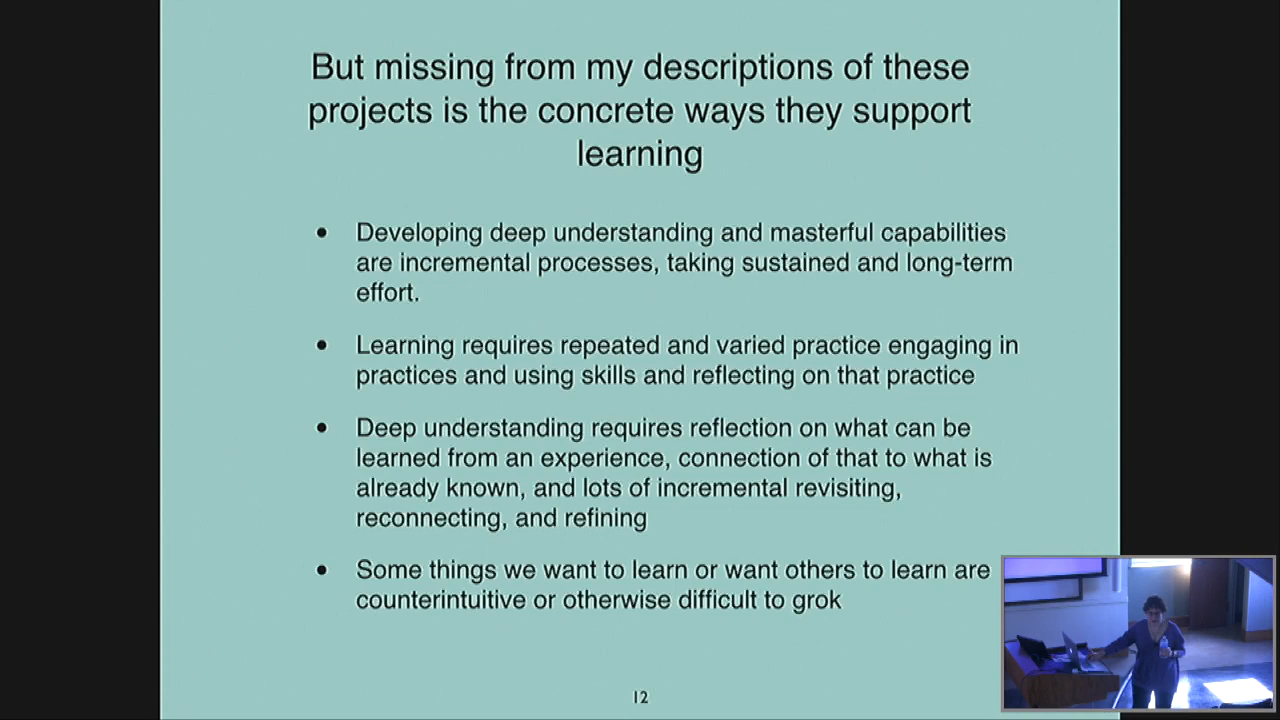 But missing from my descriptions of these
projects is the concrete ways they support
learning
• Developing deep understanding and masterful capabilities
are incremental processes, taking sustained and long-term
effort.
• Learning requires repeated and varied practice engaging in
practices and using skills and reflecting on that practice
• Deep understanding requires reflection on what can be
learned from an experience, connection of that to what is
already known, and lots of incremental revisiting,
reconnecting, and refining
• Some things we want to learn or want others to learn are
counterintuitive or otherwise difficult to grok
12